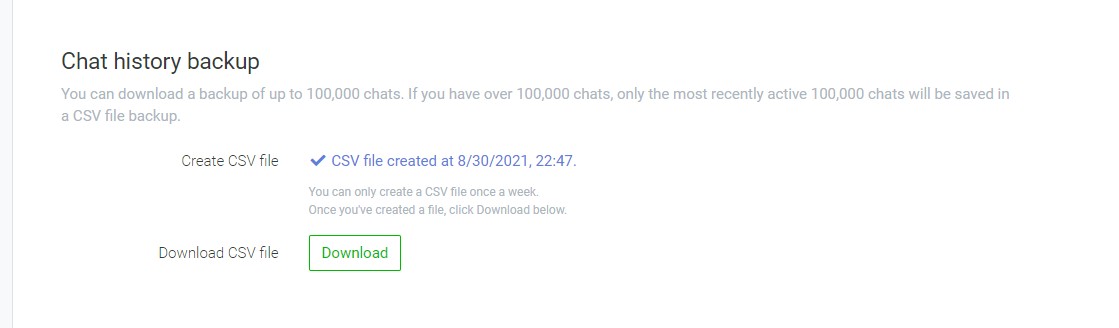 Chat history backup
You can download a backup of up to 100,000 chats. If you have over 100,000 chats, only the most recently active 100,000 chats will be saved in
a CSV file backup.
Create CSV file
CSV file created at 8/30/2021, 22:47.
You can only create a CSV file once a week.
Once you've created a file, click Download below.
Download CSV file
Download